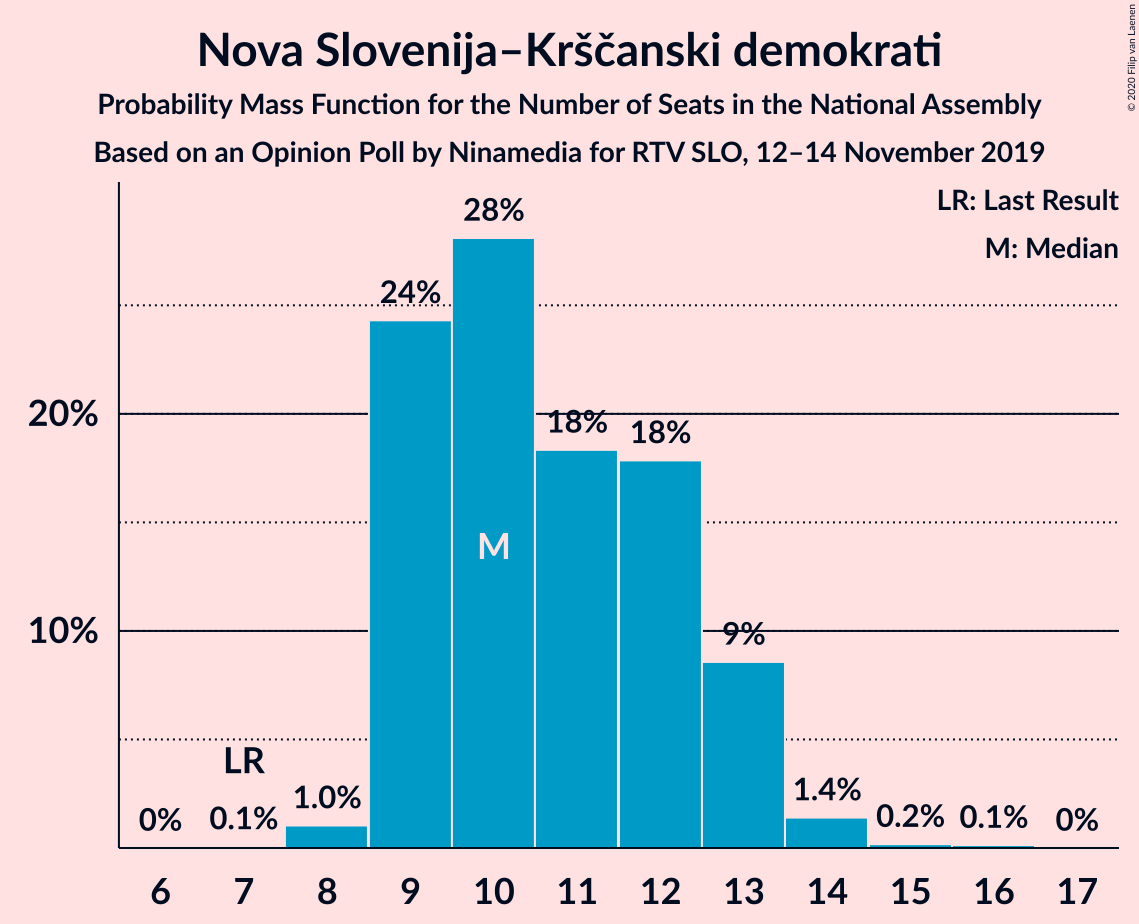 Nova Slovenija–Krščanski demokrati
Probability Mass Function for the Number of Seats in the National Assembly
Based on an Opinion Poll by Ninamedia for RTV SLO, 12–14 November 2019
© 2020 Filip van Laenen
LR: Last Result
M: Median
28%
24%
20%
18%
18%
M
10%
9%
LR
0%
0.1%
1.0%
1.4%
0.2%
0.1%
0%
6 7 8 9 10 11 12 13 14 15 16 17